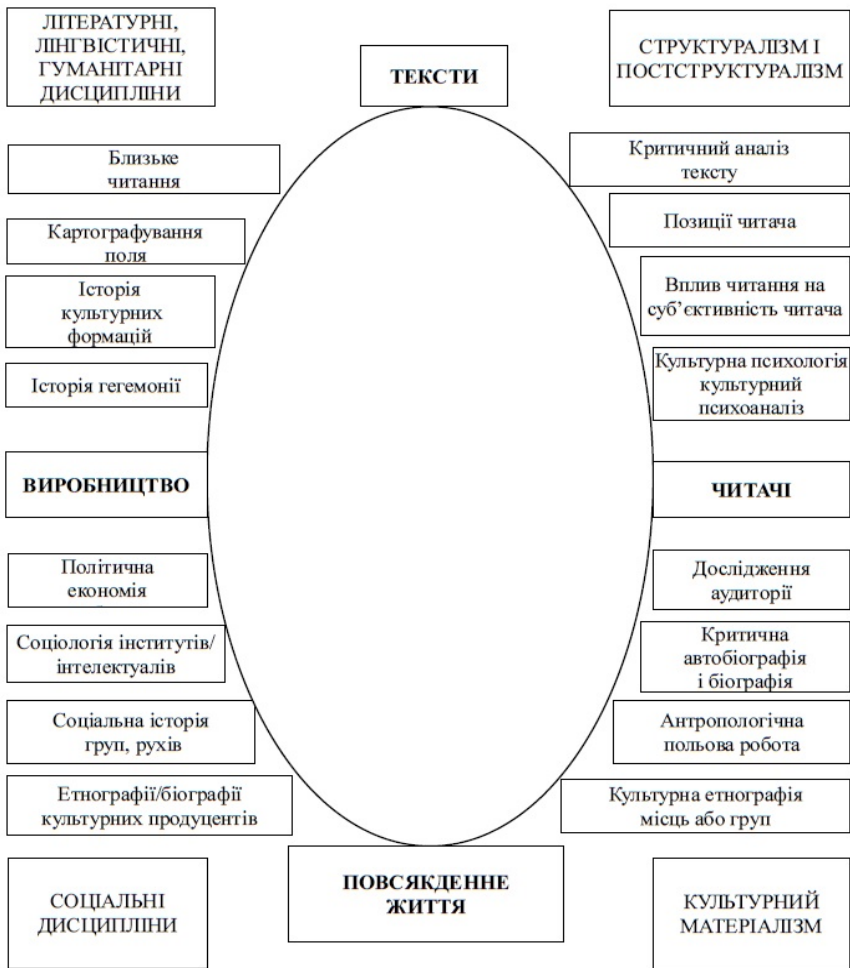 ЛІТЕРАТУРНІ,
ЛІНГВІСТИЧНІ,
ГУМАНІТАРНІ
ДИСЦИПЛІНИ
ТЕКСТИ
СТРУКТУРАЛІЗМ І
ПОСТСТРУКТУРАЛІЗМ
Близьке
читання
Критичний аналіз
тексту
Картографування
поля
Позиції читача
Історія
культурних
формацій
Вплив читання на
суб’єктивність читача
Історія гегемонії
Культурна психологія
культурний
психоаналіз
ВИРОБНИЦТВО
ЧИТАЧІ
Політична
економія
Дослідження
аудиторії
Соціологія інститутів/
інтелектуалів
Критична
автобіографія
і біографія
Соціальна історія
груп, рухів
Антропологічна
польова робота
Етнографії/біографії
культурних продуцентів
Культурна етнографія
місць або груп
СОЦІАЛЬНІ
ДИСЦИПЛІНИ
ПОВСЯКДЕННЕ
ЖИТТЯ
КУЛЬТУРНИЙ
МАТЕРІАЛІЗМ